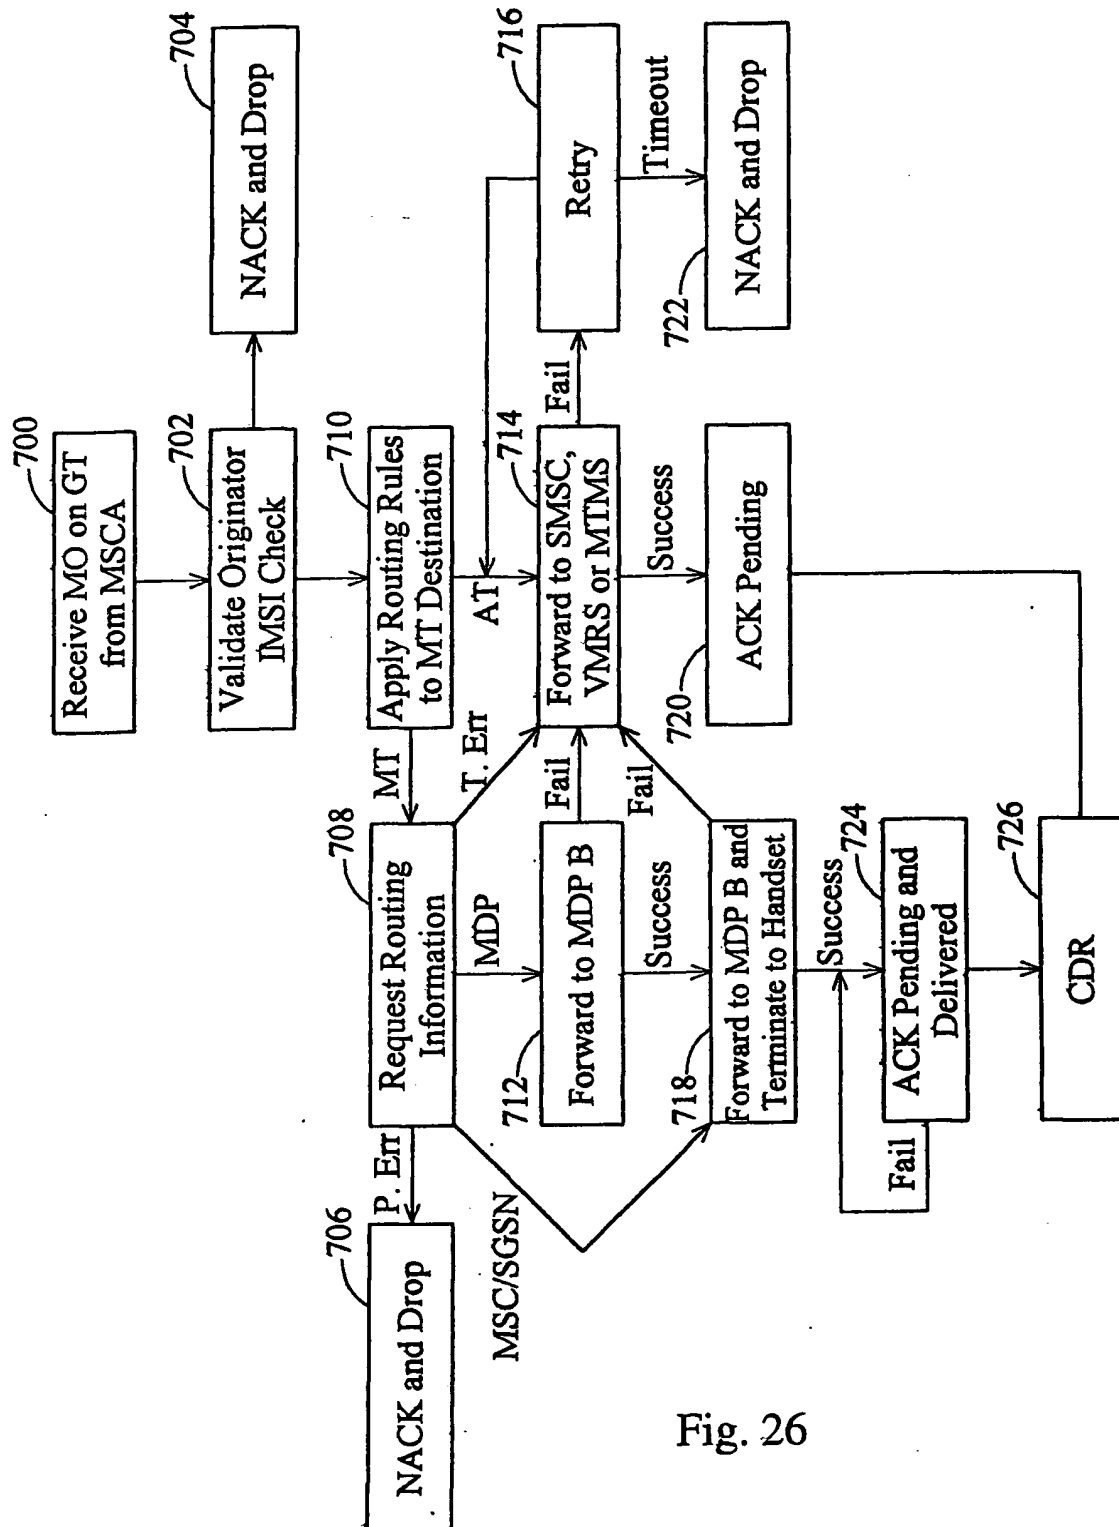 700
Receive MO on GT
from MSCA
702
Validate Originator
IMSI Check
704
NACK and Drop
710
Apply Routing Rules
to MT Destination
MT
AT
708
Request Routing
Information
P. Err
706
NACK and Drop
T. Err
MDP
MSC/SGSN
712
Forward to MDP B
Fail
Success
714
Forward to SMSC,
VMRS or MTMS
Fail
716
Retry
Timeout
722
NACK and Drop
Success
720
ACK Pending
718
Forward to MDP B and
Terminate to Handset
Fail
Success
724
ACK Pending and
Delivered
Fail
726
CDR
Fig. 26